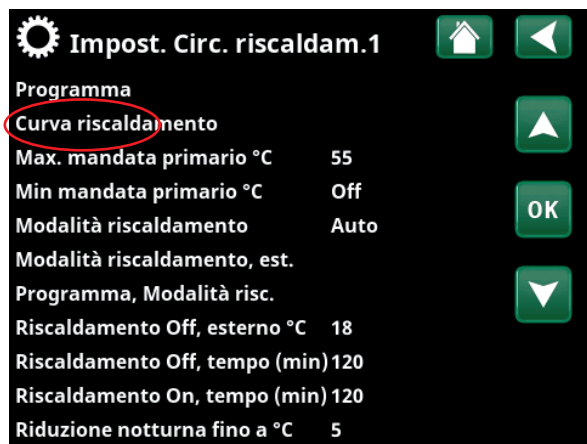 Impost. Circ. riscaldam.1
Programma
Curva riscaldamento
Max. mandata primario °C 55
Min mandata primario °C Off
Modalità riscaldamento Auto
OK
Modalità riscaldamento, est.
Programma, Modalità risc.
Riscaldamento Off, esterno °C 18
Riscaldamento Off, tempo (min) 120
Riscaldamento On, tempo (min) 120
Riduzione notturna fino a °C 5